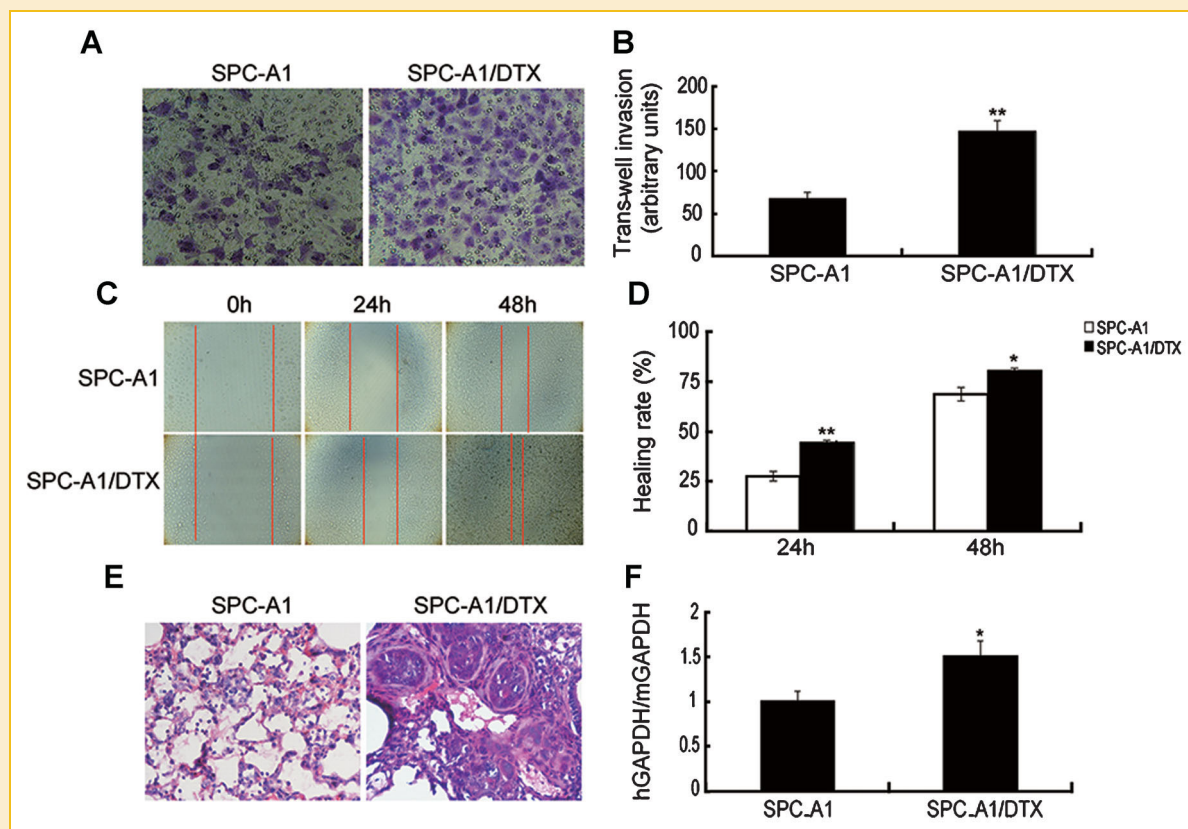 A
SPC-A1
SPC-A1/DTX
B
Trans-well invasion
(arbitrary units)
200
150
100
50
0
**
SPC-A1
SPC-A1/DTX
C
0h
24h
48h
SPC-A1
SPC-A1/DTX
D
Healing rate (%)
100
75
50
25
0
**
*
24h
48h
SPC-A1
SPC-A1/DTX
E
SPC-A1
SPC-A1/DTX
F
hGAPDH/mGAPDH
2
1.5
1
0.5
0
*
SPC-A1
SPC-A1/DTX